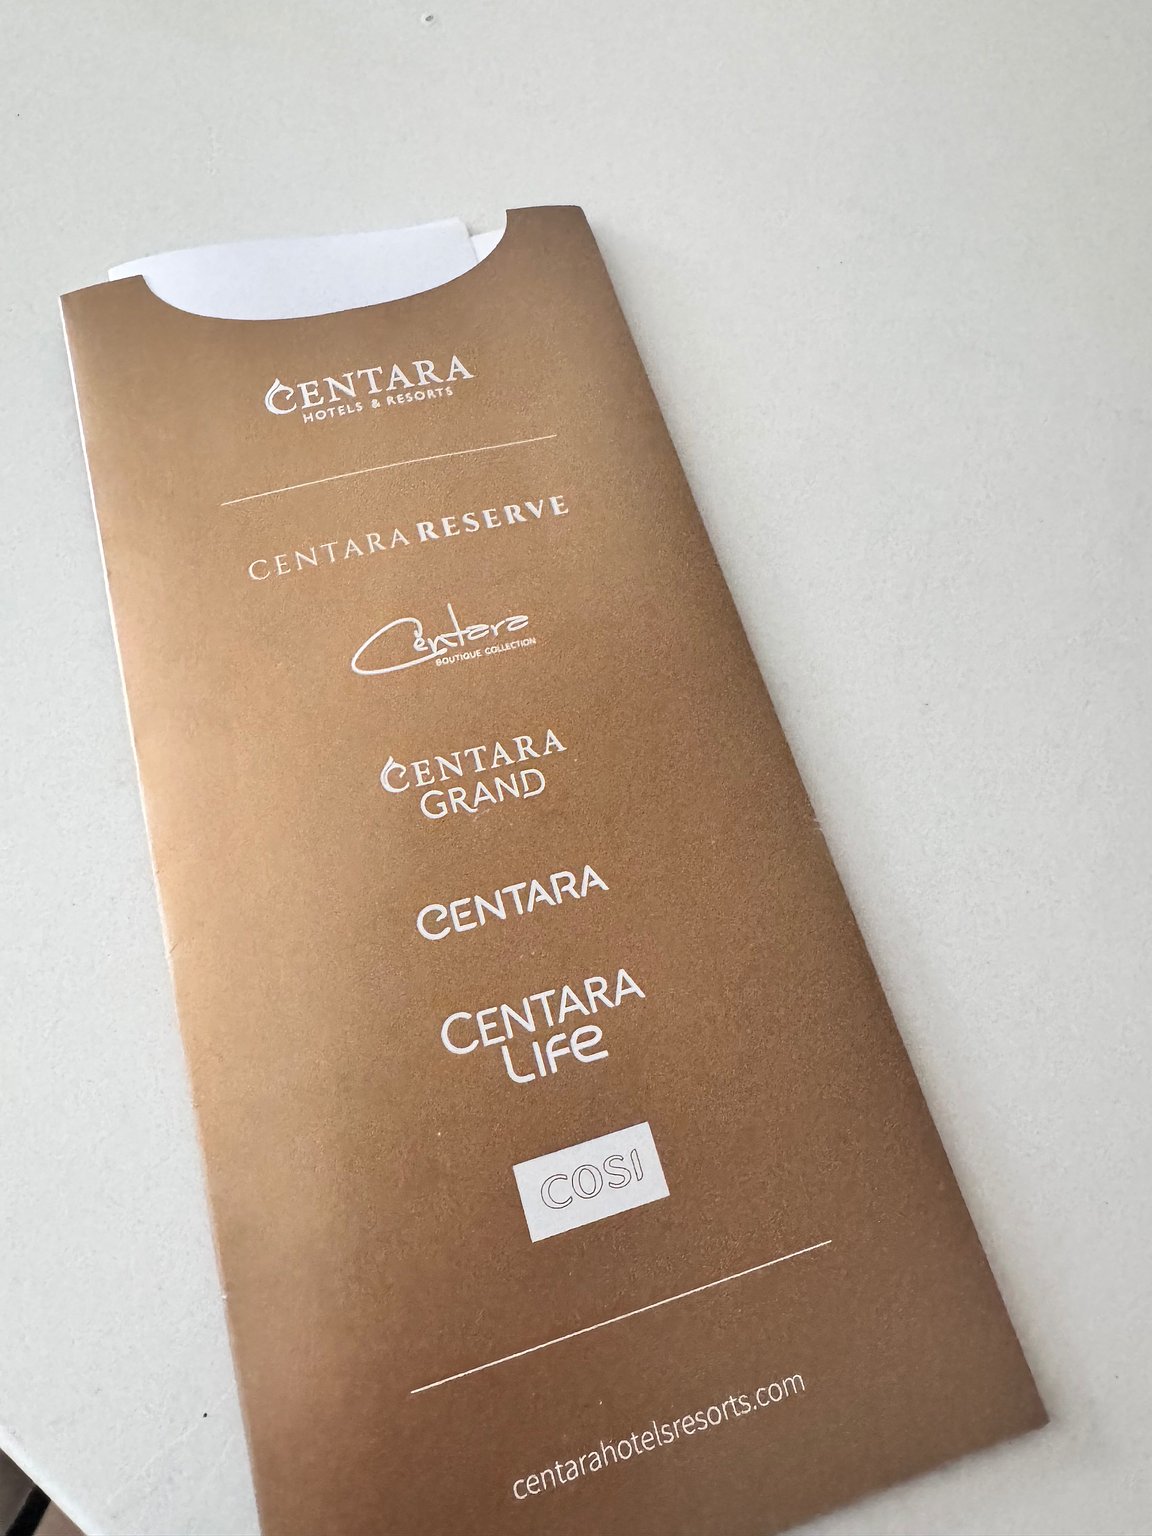 CENTARA
HOTELS & RESORTS
CENTARA RESERVE
Centara
BOUTIQUE COLLECTION
CENTARA
GRAND
CENTARA
CENTARA
LIFE
COSI
centarahotelsresorts.com